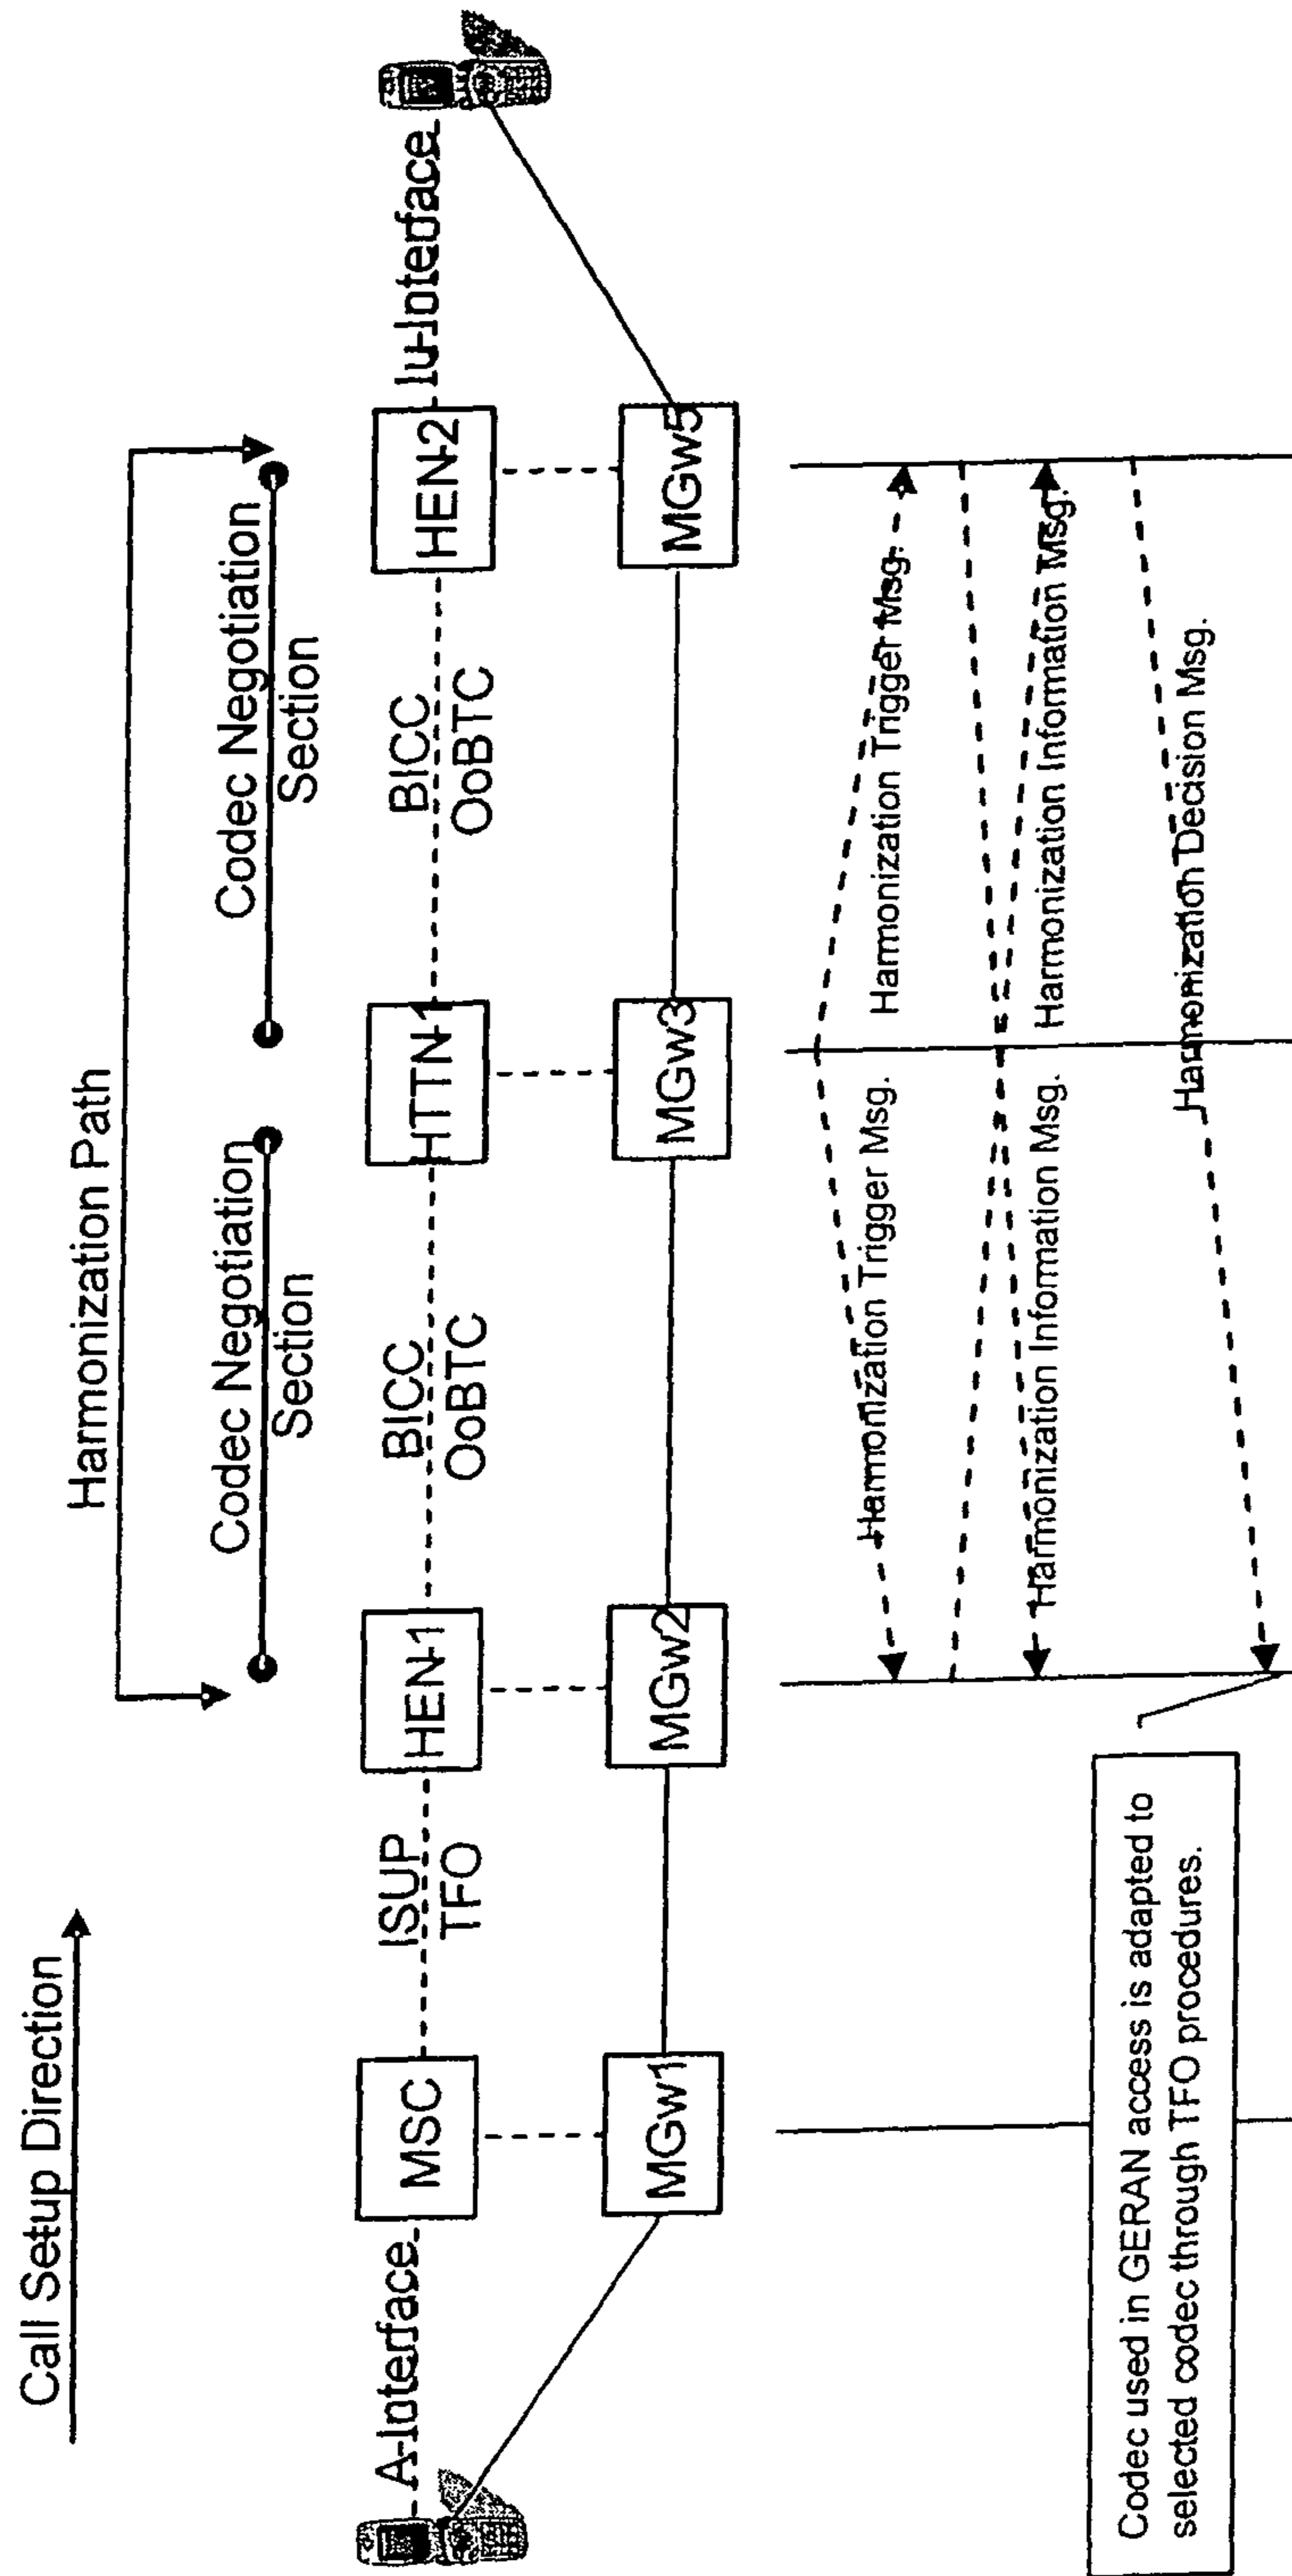 Call Setup Direction
Harmonization Path
Codec Negotiation
Section
Codec Negotiation
Section
A-Interface
MSC
ISUP
TFO
HEN-1
BICC
OoBTC
HTTN-1
BICC
OoBTC
HEN-2
Iu-Interface
MGw1
MGw2
MGw3
MGw5
Harmonization Trigger Msg.
Harmonization Trigger Msg.
Harmonization Information Msg.
Harmonization Information Msg.
Harmonization Decision Msg.
Codec used in GERAN access is adapted to
selected codec through TFO procedures.